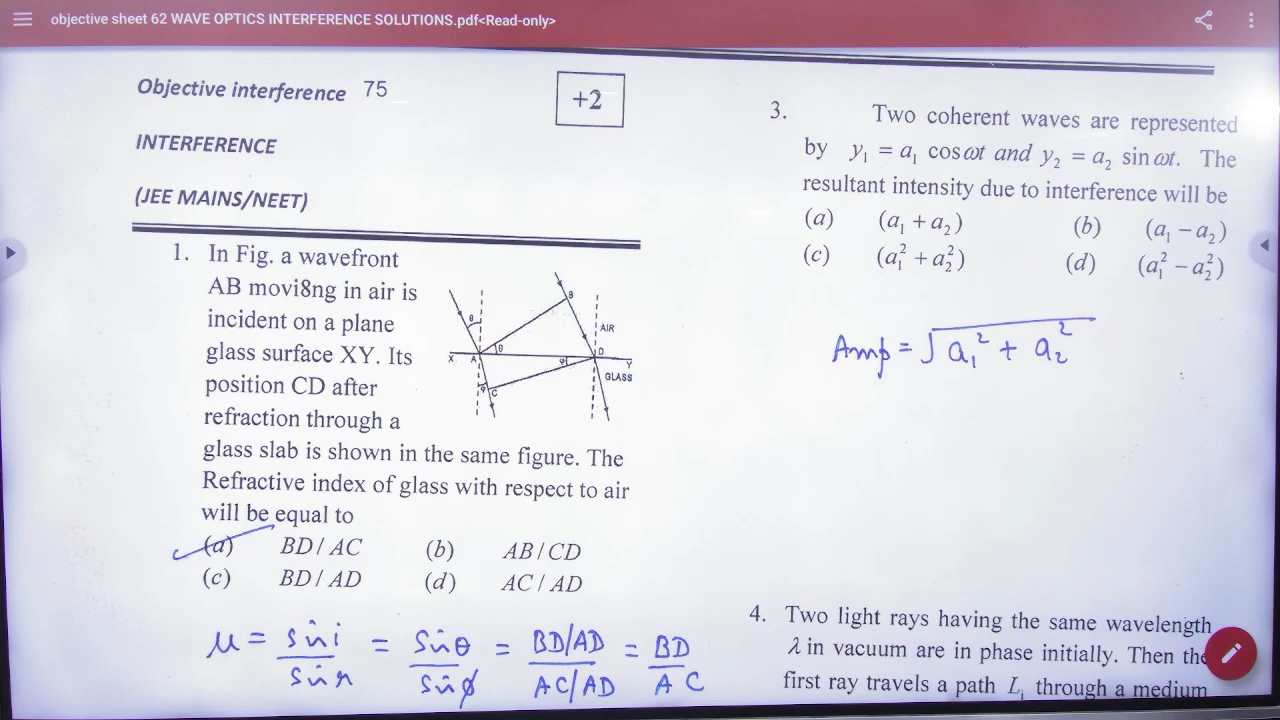 objective sheet 62 WAVE OPTICS INTERFERENCE SOLUTIONS.pdf<Read-only>
Objective interference 75
+2
INTERFERENCE
(JEE MAINS/NEET)
1. In Fig. a wavefront
AB movi8ng in air is
incident on a plane
glass surface XY. Its
position CD after
refraction through a
glass slab is shown in the same figure. The
Refractive index of glass with respect to air
will be equal to
(a) BD/AC (b) AB/CD
(c) BD/AD (d) AC/AD
θ B AIR
X A θ φ D Y
φ C GLASS
μ = sin i / sin r = sin θ / sin φ = BD/AD / AC/AD = BD / AC
3. Two coherent waves are represented
by y₁ = a₁ cos ωt and y₂ = a₂ sin ωt. The
resultant intensity due to interference will be
(a) (a₁ + a₂) (b) (a₁ − a₂)
(c) (a₁² + a₂²) (d) (a₁² − a₂²)
Amp = √a₁² + a₂²
4. Two light rays having the same wavelength
λ in vacuum are in phase initially. Then the
first ray travels a path L₁ through a medium